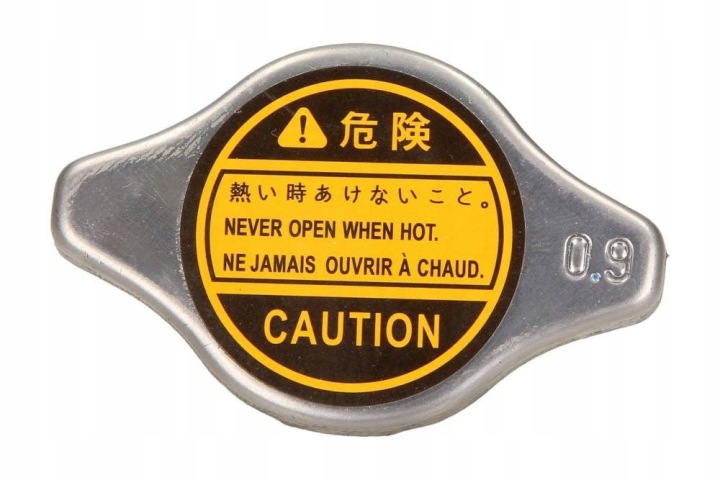 危険
熱い時あけないこと。
NEVER OPEN WHEN HOT.
NE JAMAIS OUVRIR À CHAUD.
CAUTION
0.9